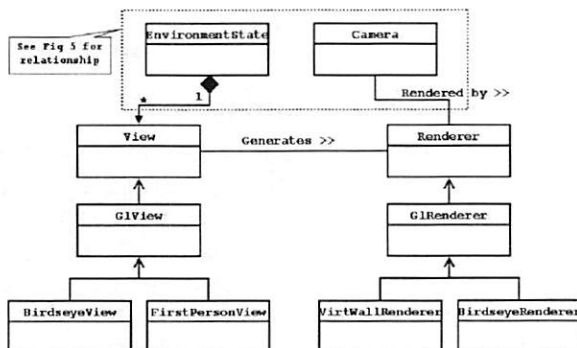 EnvironmentState
Camera
See Fig 5 for
relationship
1
Rendered by >>
*
View
Generates >>
Renderer
GlView
GlRenderer
BirdseyeView
FirstPersonView
VirtWallRenderer
BirdseyeRenderer